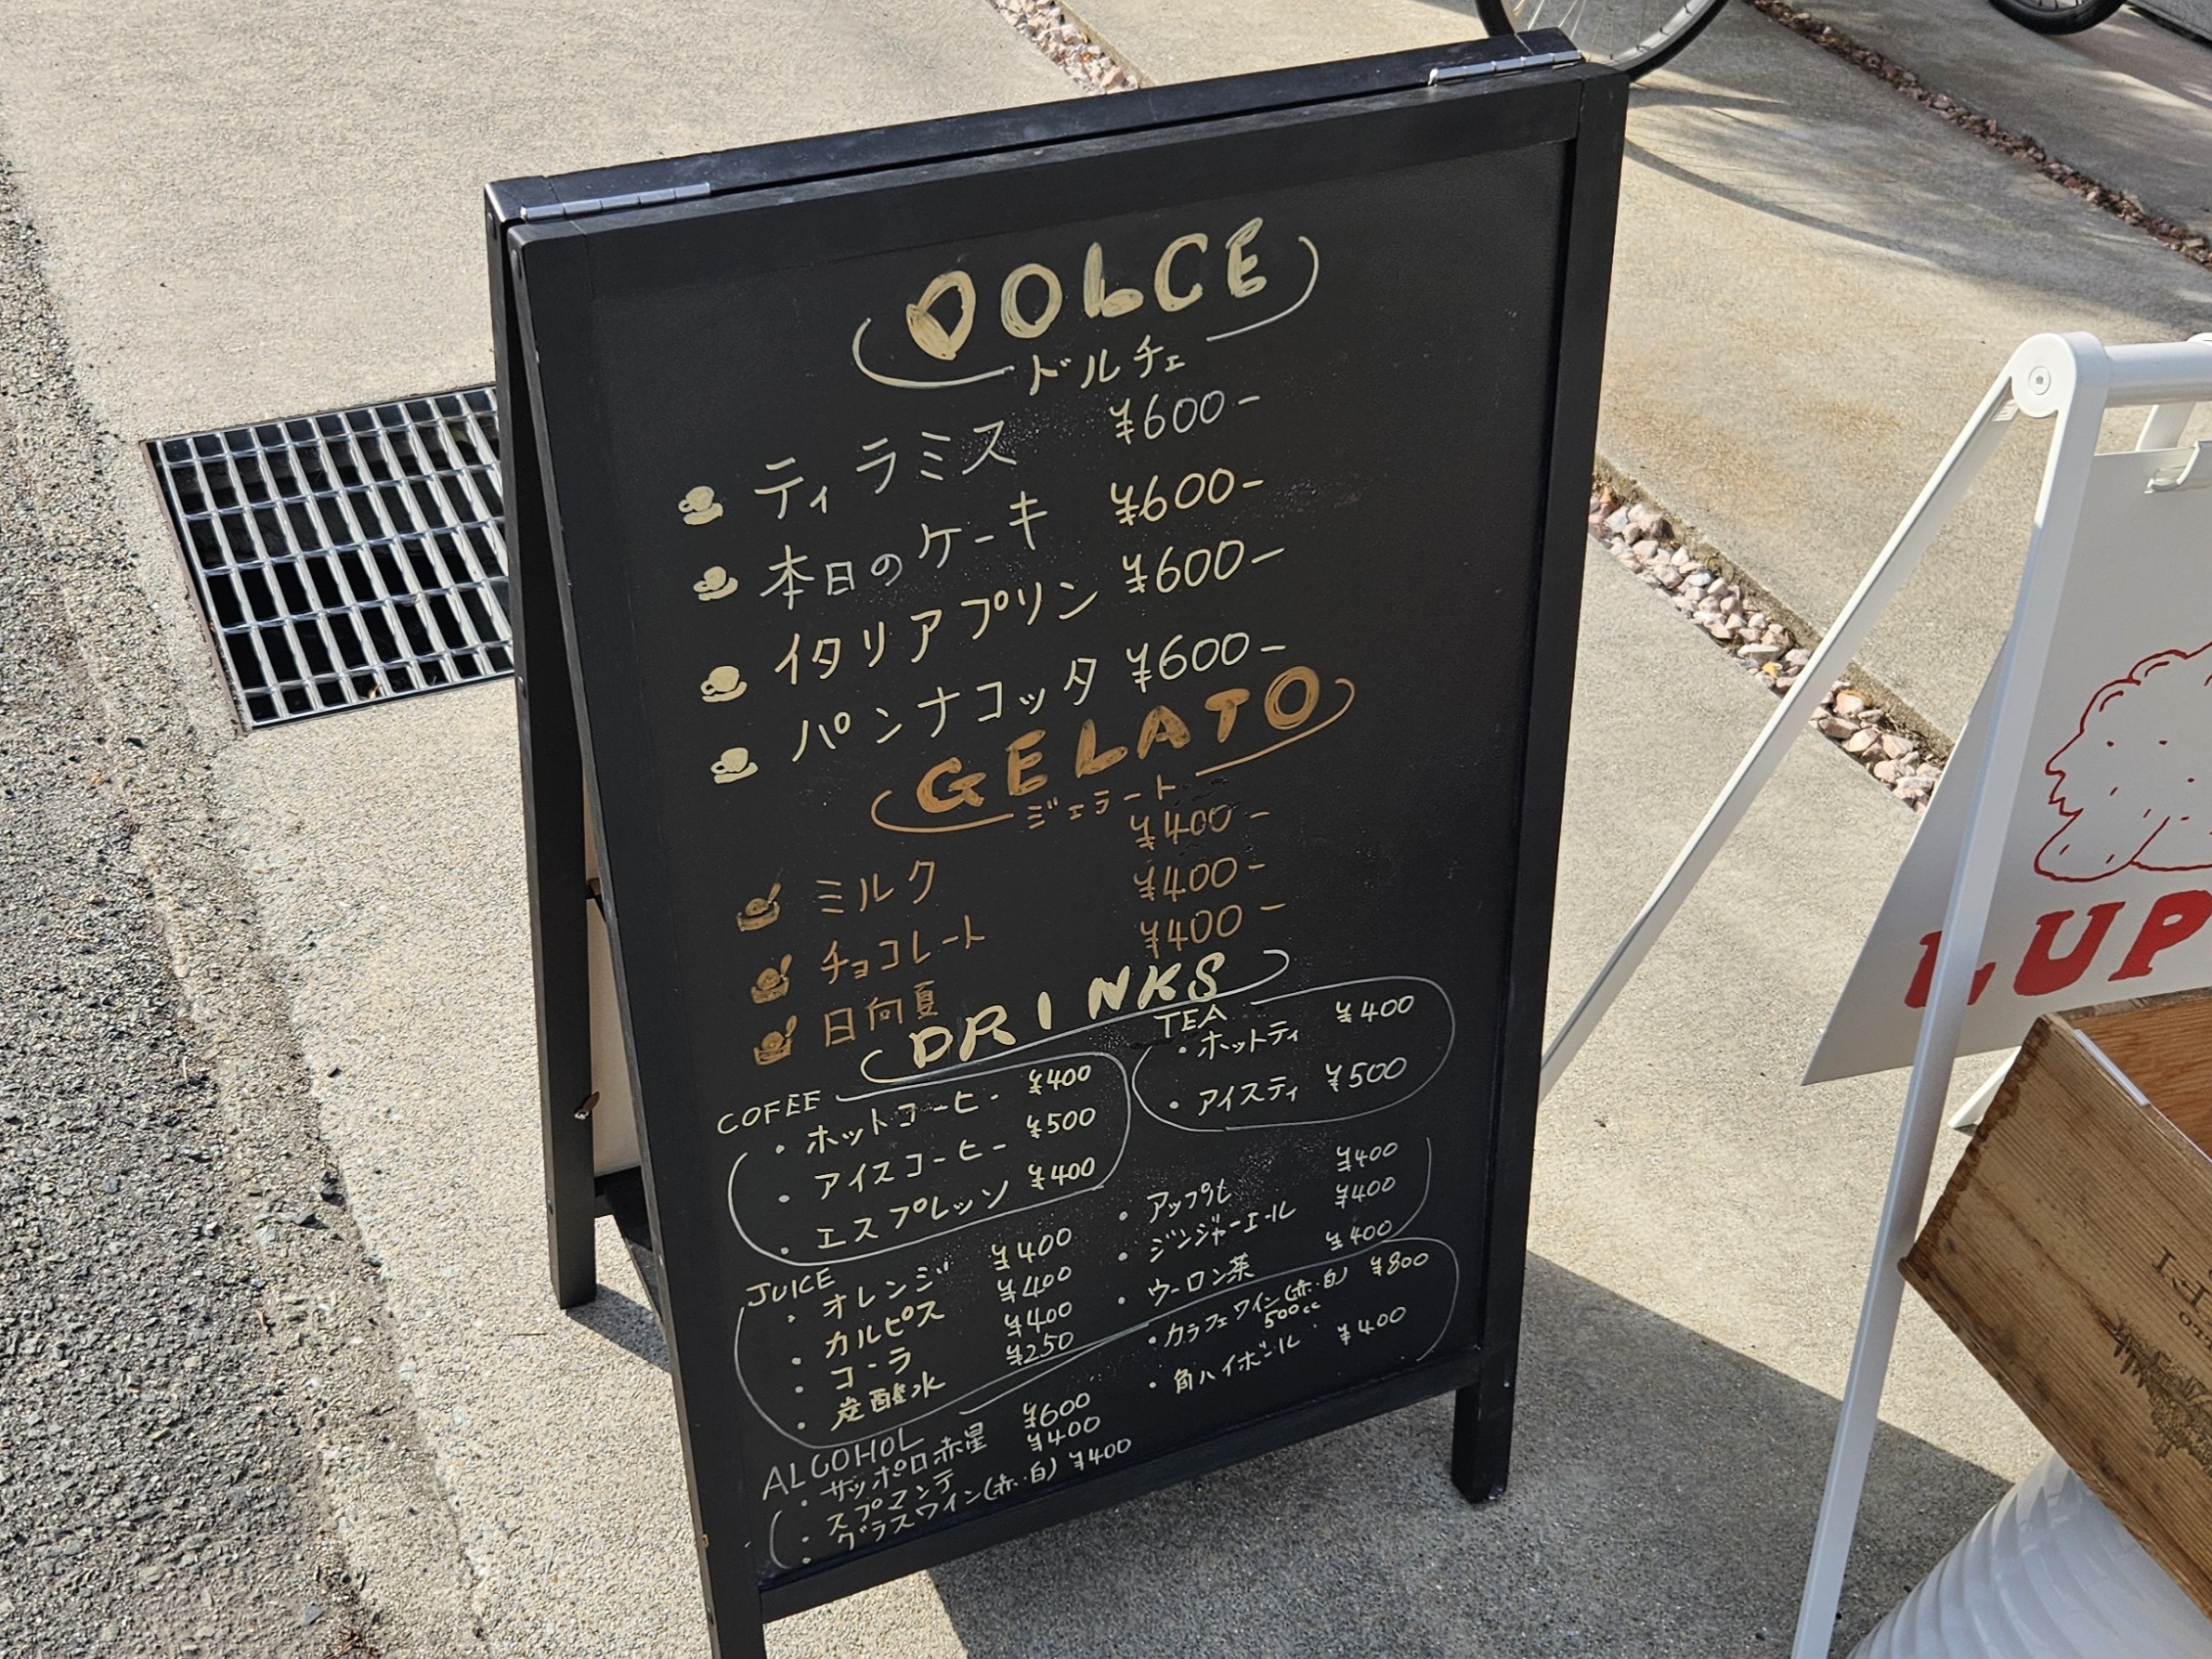 DOLCE
ドルチェ
ティラミス ¥600-
本日のケーキ ¥600-
イタリアプリン ¥600-
パンナコッタ ¥600-
GELATO
ジェラート
ミルク ¥400-
チョコレート ¥400-
日向夏 ¥400-
DRINKS
COFEE
・ホットコーヒー ¥400
・アイスコーヒー ¥500
・エスプレッソ ¥400
TEA
・ホットティ ¥400
・アイスティ ¥500
JUICE
・オレンジ ¥400
・カルピス ¥400
・コーラ ¥400
・炭酸水 ¥250
・アップル ¥400
・ジンジャーエール ¥400
・ウーロン茶 ¥400
ALCOHOL
・サッポロ赤星 ¥600
・スプマンテ ¥400
・グラスワイン(赤・白) ¥400
・カラフェワイン(赤・白) ¥800
500cc
・角ハイボール ¥400
LUP